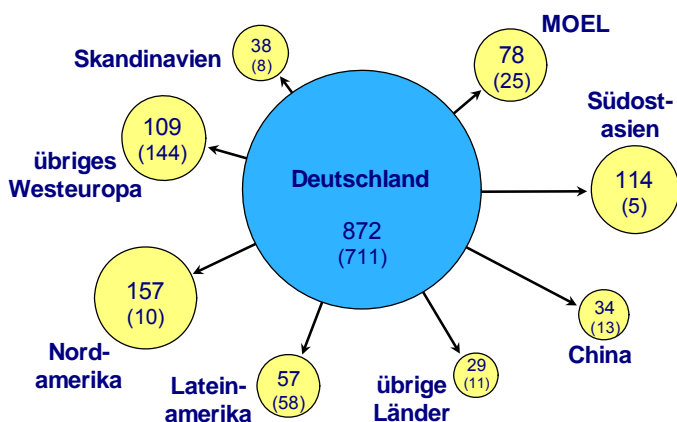 MOEL
78
(25)
38
(8)
Skandinavien
Südost-
asien
109
(144)
übriges
Westeuropa
Deutschland
872
(711)
114
(5)
157
(10)
Nord-
amerika
34
(13)
China
57
(58)
Latein-
amerika
29
(11)
übrige
Länder